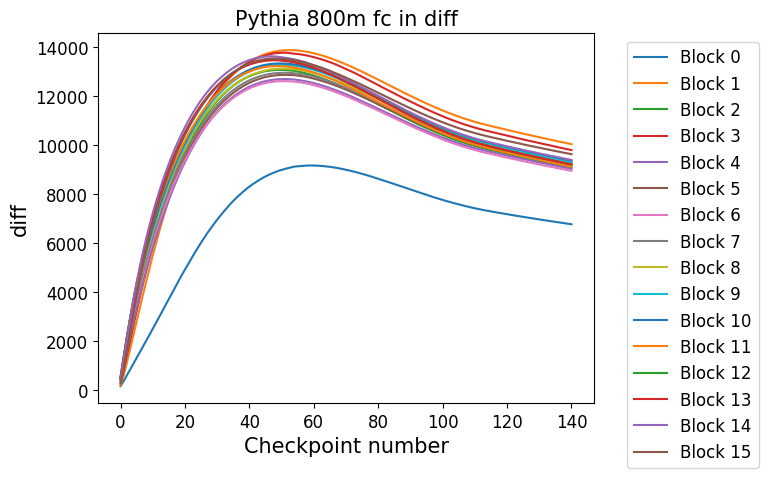 Pythia 800m fc in diff
diff
14000
12000
10000
8000
6000
4000
2000
0
0 20 40 60 80 100 120 140
Checkpoint number
Block 0
Block 1
Block 2
Block 3
Block 4
Block 5
Block 6
Block 7
Block 8
Block 9
Block 10
Block 11
Block 12
Block 13
Block 14
Block 15